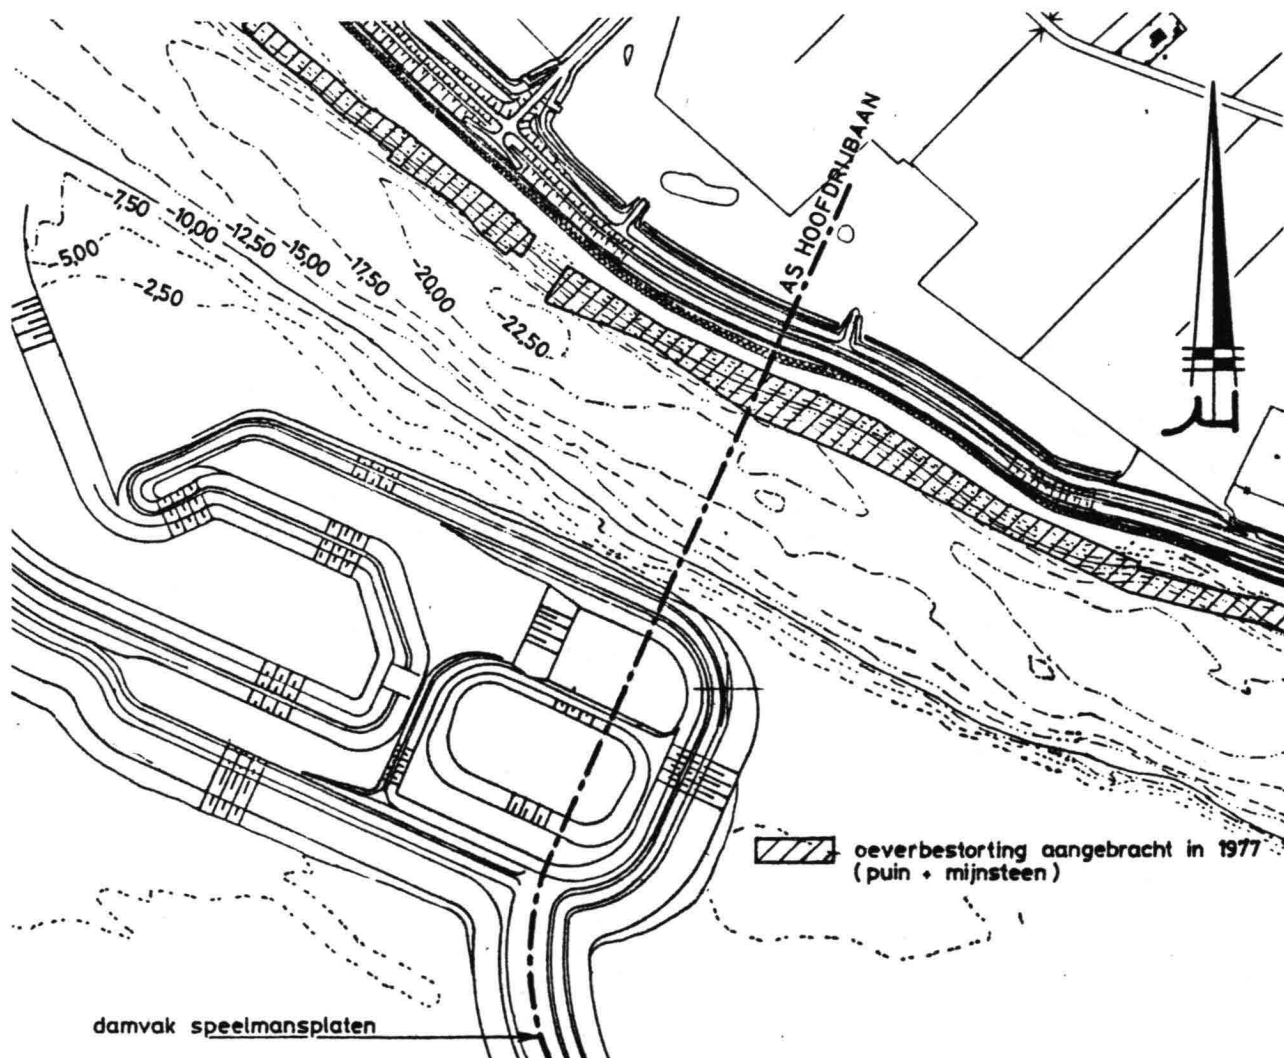 AS HOOFDRIJBAAN
-7,50
-10,00
-12,50
-15,00
-17,50
-20,00
-22,50
-5,00
-2,50
oeverbestorting aangebracht in 1977
(puin + mijnsteen)
damvak speelmansplaten